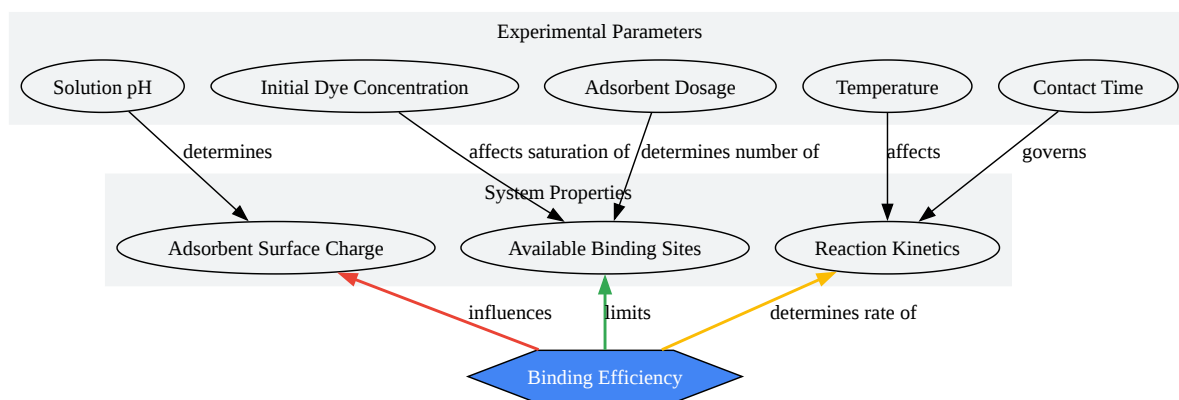 Experimental Parameters
Solution pH
Initial Dye Concentration
Adsorbent Dosage
Temperature
Contact Time
determines
affects saturation of
determines number of
affects
governs
System Properties
Adsorbent Surface Charge
Available Binding Sites
Reaction Kinetics
influences
limits
determines rate of
Binding Efficiency